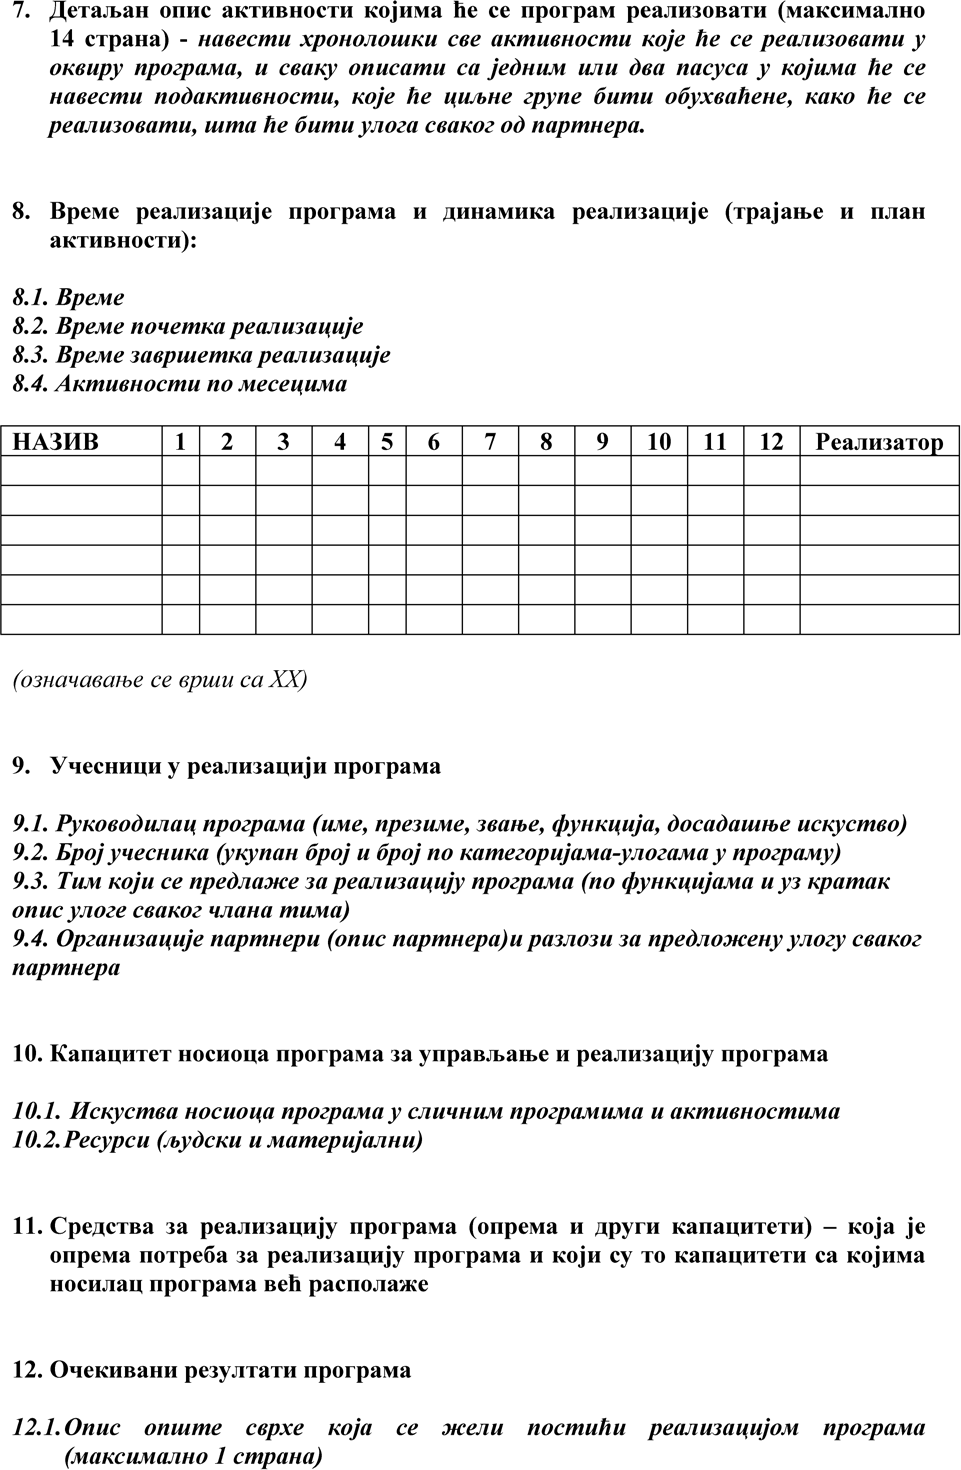 7. Детаљан опис активности којима ће се програм реализовати (максимално
14 страна) - навести хронолошки све активности које ће се реализовати у
оквиру програма, и сваку описати са једним или два пасуса у којима ће се
навести подактивности, које ће циљне групе бити обухваћене, како ће се
реализовати, шта ће бити улога сваког од партнера.
8. Време реализације програма и динамика реализације (трајање и план
активности):
8.1. Време
8.2. Време почетка реализације
8.3. Време завршетка реализације
8.4. Активности по месецима
НАЗИВ 1 2 3 4 5 6 7 8 9 10 11 12 Реализатор
(означавање се врши са XX)
9. Учесници у реализацији програма
9.1. Руководилац програма (име, презиме, звање, функција, досадашње искуство)
9.2. Број учесника (укупан број и број по категоријама-улогама у програму)
9.3. Тим који се предлаже за реализацију програма (по функцијама и уз кратак
опис улоге сваког члана тима)
9.4. Организације партнери (опис партнера)и разлози за предложену улогу сваког
партнера
10. Капацитет носиоца програма за управљање и реализацију програма
10.1. Искуства носиоца програма у сличним програмима и активностима
10.2.Ресурси (људски и материјални)
11. Средства за реализацију програма (опрема и други капацитети) – која је
опрема потреба за реализацију програма и који су то капацитети са којима
носилац програма већ располаже
12. Очекивани резултати програма
12.1.Опис опште сврхе која се жели постићи реализацијом програма
(максимално 1 страна)